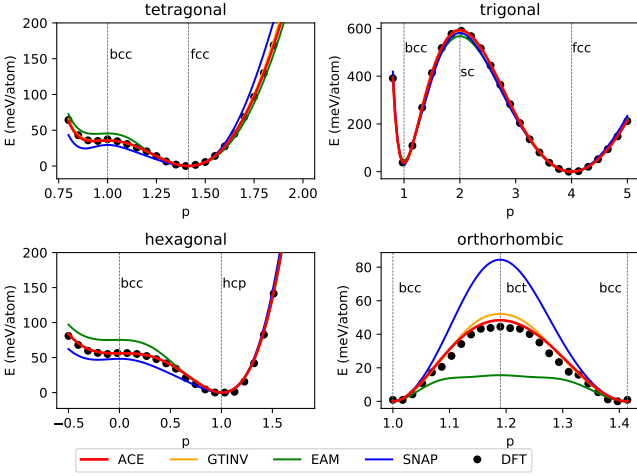 tetragonal
trigonal
200
150
100
50
0
E (meV/atom)
bcc
fcc
0.75
1.00
1.25
1.50
1.75
2.00
p
600
400
200
0
E (meV/atom)
bcc
sc
fcc
1
2
3
4
5
p
hexagonal
orthorhombic
200
150
100
50
0
E (meV/atom)
bcc
hcp
−0.5
0.0
0.5
1.0
1.5
p
80
60
40
20
0
E (meV/atom)
bcc
bct
bcc
1.0
1.1
1.2
1.3
1.4
p
ACE GTINV EAM SNAP DFT